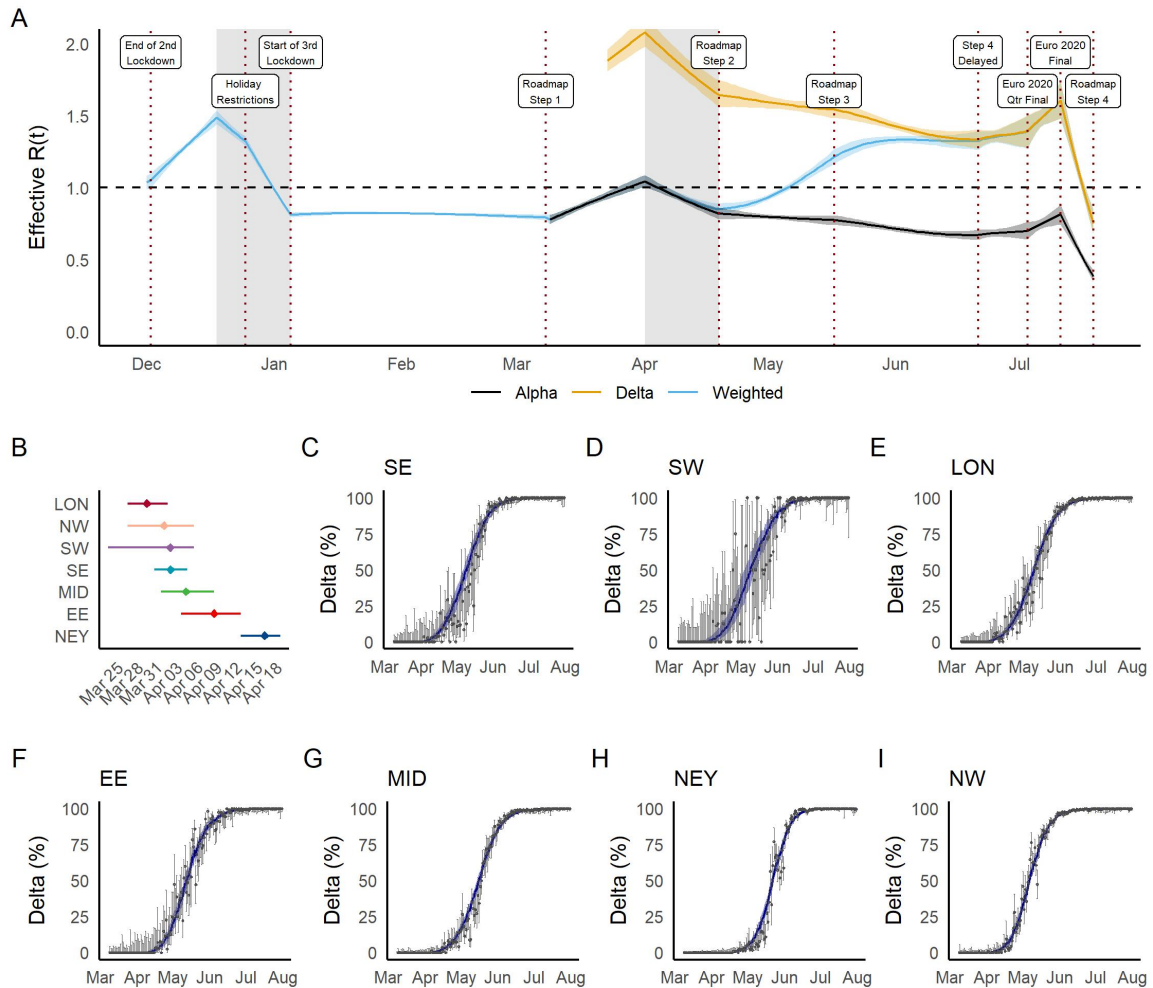 A
End of 2nd
Lockdown
Start of 3rd
Lockdown
Holiday
Restrictions
Roadmap
Step 1
Roadmap
Step 2
Roadmap
Step 3
Step 4
Delayed
Euro 2020
Final
Euro 2020
Qtr Final
Roadmap
Step 4
Effective R(t)
2.0
1.5
1.0
0.5
0.0
Dec Jan Feb Mar Apr May Jun Jul
Alpha Delta Weighted
B
LON
NW
SW
SE
MID
EE
NEY
Mar 25 Mar 28 Mar 31 Apr 03 Apr 06 Apr 09 Apr 12 Apr 15 Apr 18
C
SE
Delta (%)
100
75
50
25
0
Mar Apr May Jun Jul Aug
D
SW
Delta (%)
100
75
50
25
0
Mar Apr May Jun Jul Aug
E
LON
Delta (%)
100
75
50
25
0
Mar Apr May Jun Jul Aug
F
EE
Delta (%)
100
75
50
25
0
Mar Apr May Jun Jul Aug
G
MID
Delta (%)
100
75
50
25
0
Mar Apr May Jun Jul Aug
H
NEY
Delta (%)
100
75
50
25
0
Mar Apr May Jun Jul Aug
I
NW
Delta (%)
100
75
50
25
0
Mar Apr May Jun Jul Aug